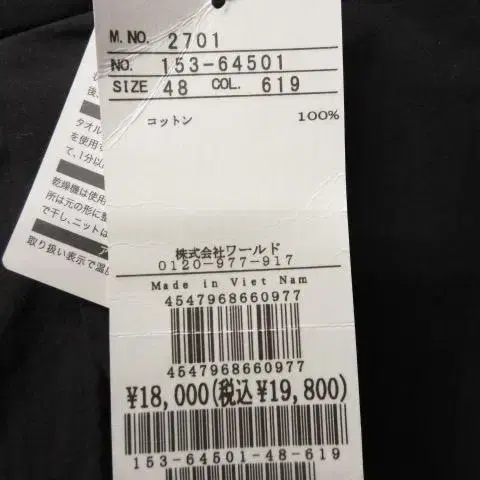 M. NO. 2701
NO. 153-64501
SIZE 48 COL. 619
コットン 100%
株式会社ワールド
0120-977-917
Made in Viet Nam
4547968660977
4547968660977
¥18,000(税込¥19,800)
153-64501-48-619
タオル
を使用
て、1分以
乾燥機は使用
所は元の形に整
で干し、ニットは
ア
取り扱い表示で温